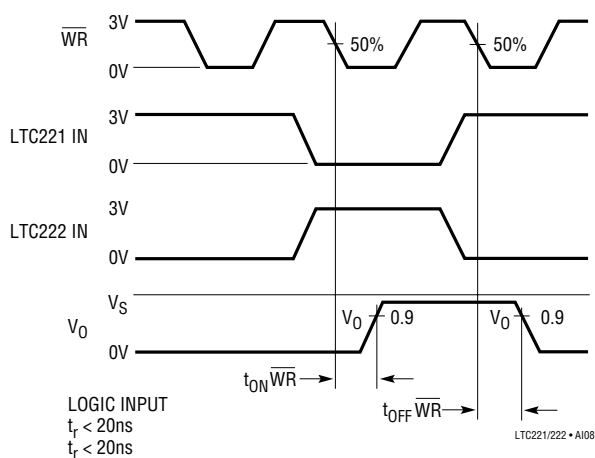 3V
WR
50%
50%
0V
3V
LTC221 IN
0V
3V
LTC222 IN
0V
VS
VO 0.9
VO 0.9
VO
0V
tON WR
tOFF WR
LOGIC INPUT
tr < 20ns
tr < 20ns
LTC221/222 • AI08